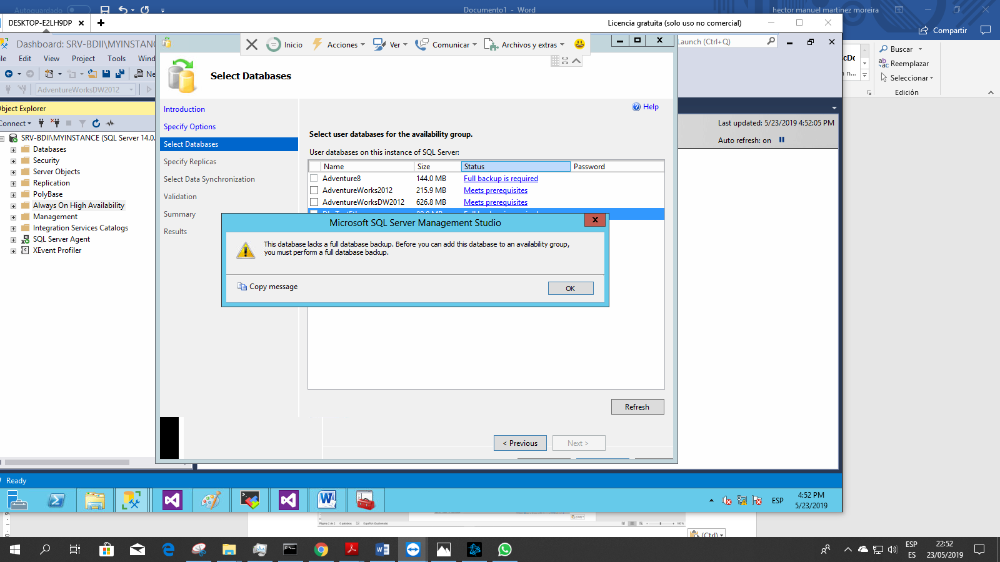 Autoguardado
Documento1 - Word
hector manuel martinez moreira
DESKTOP-E2LH9DP
Licencia gratuita (solo uso no comercial)
Compartir
Dashboard: SRV-BDII\MYINSTANC
Inicio
Acciones
Ver
Comunicar
Archivos y extras
Launch (Ctrl+Q)
Buscar
Reemplazar
Seleccionar
Edición
Edit
View
Project
Tools
Wind
Ne
AdventureWorksDW2012
Object Explorer
Connect
SRV-BDII\MYINSTANCE (SQL Server 14.0.
Databases
Security
Server Objects
Replication
PolyBase
Always On High Availability
Management
Integration Services Catalogs
SQL Server Agent
XEvent Profiler
Select Databases
Introduction
Specify Options
Select Databases
Specify Replicas
Select Data Synchronization
Validation
Summary
Results
Help
Select user databases for the availability group.
User databases on this instance of SQL Server:
Name Size Status Password
Adventure8 144.0 MB Full backup is required
AdventureWorks2012 215.9 MB Meets prerequisites
AdventureWorksDW2012 626.8 MB Meets prerequisites
Microsoft SQL Server Management Studio
This database lacks a full database backup. Before you can add this database to an availability group,
you must perform a full database backup.
Copy message
OK
Refresh
< Previous
Next >
Last updated: 5/23/2019 4:52:05 PM
Auto refresh: on
Ready
ESP
4:52 PM
5/23/2019
(Ctrl)
ESP
ES
22:52
23/05/2019